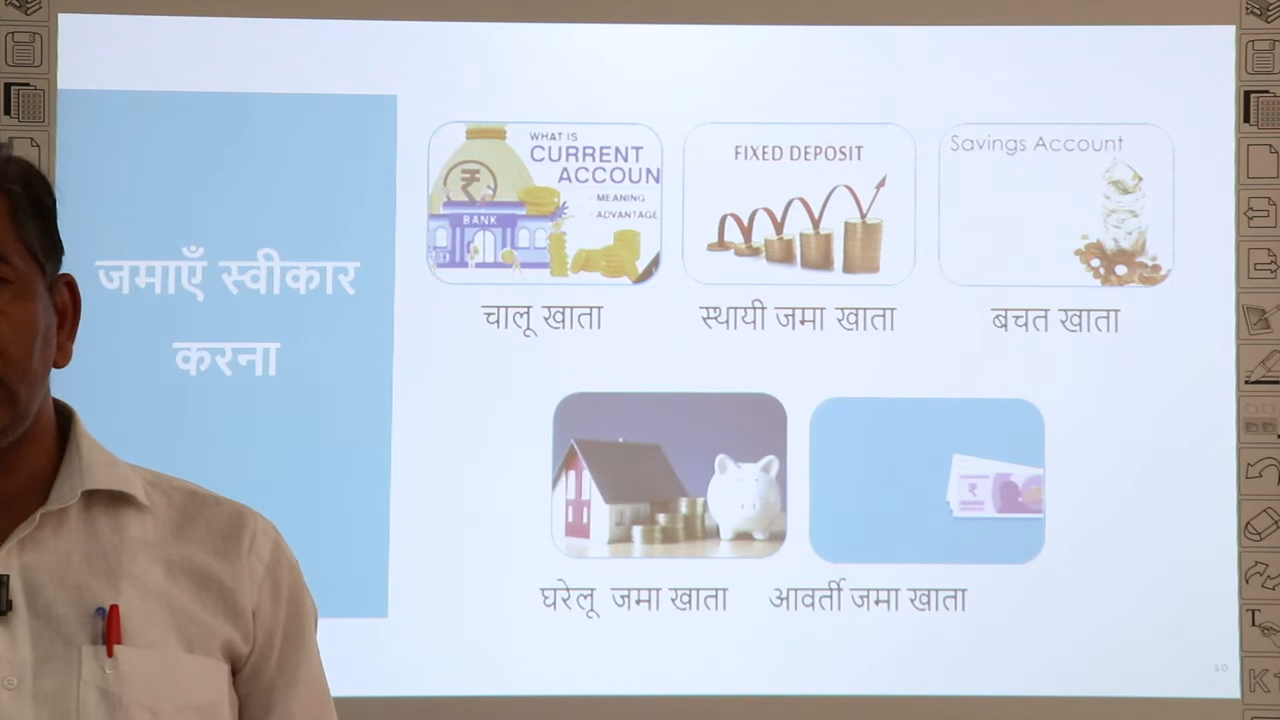 जमाएँ स्वीकार
करना
WHAT IS
CURRENT
ACCOUN
- MEANING
- ADVANTAGE
₹
BANK
चालू खाता
FIXED DEPOSIT
स्थायी जमा खाता
Savings Account
बचत खाता
घरेलू जमा खाता
₹
आवर्ती जमा खाता
10
T
K